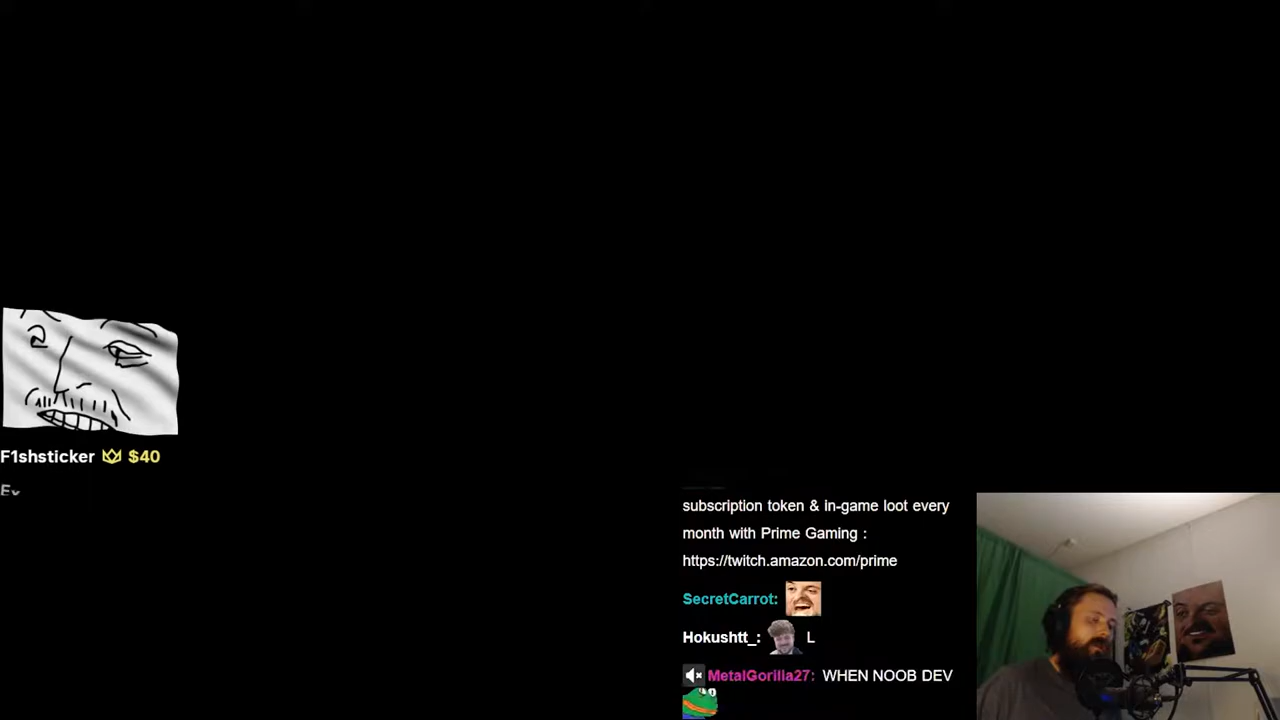 F1shsticker $40
subscription token & in-game loot every
month with Prime Gaming :
https://twitch.amazon.com/prime
SecretCarrot:
Hokushtt_: L
MetalGorilla27: WHEN NOOB DEV